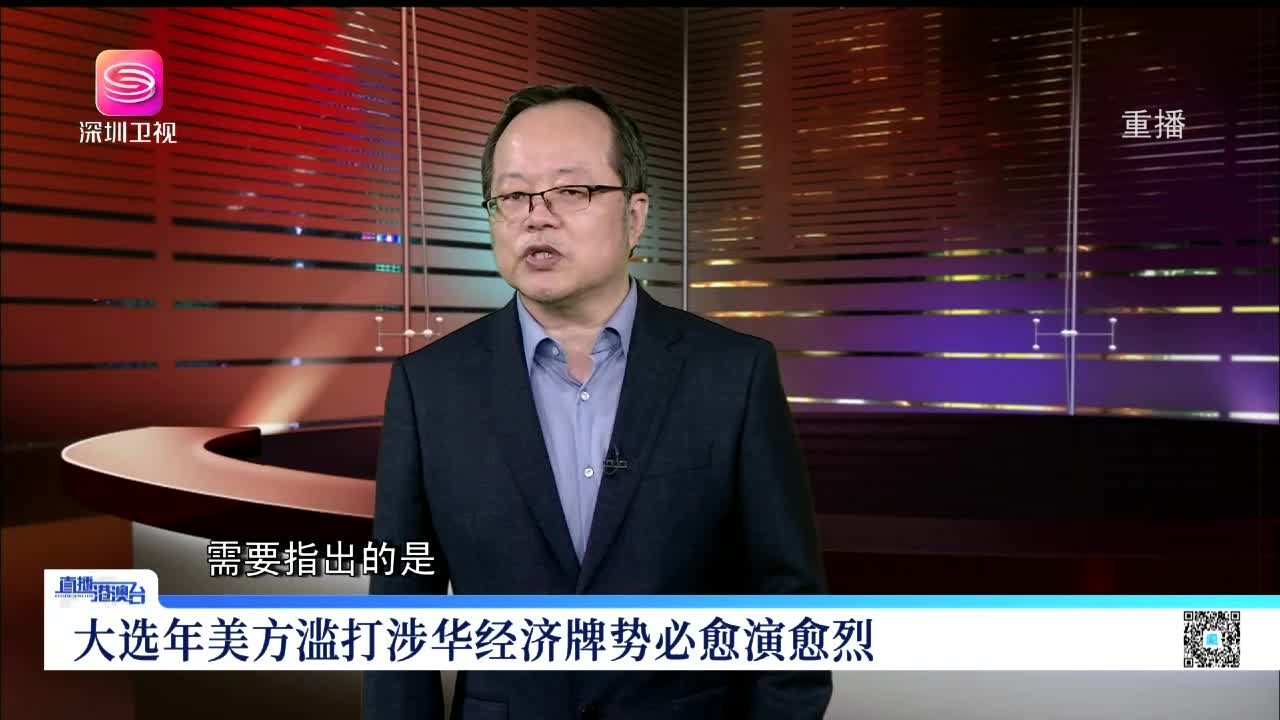 深圳卫视
重播
需要指出的是
直播港澳台
大选年美方滥打涉华经济牌势必愈演愈烈